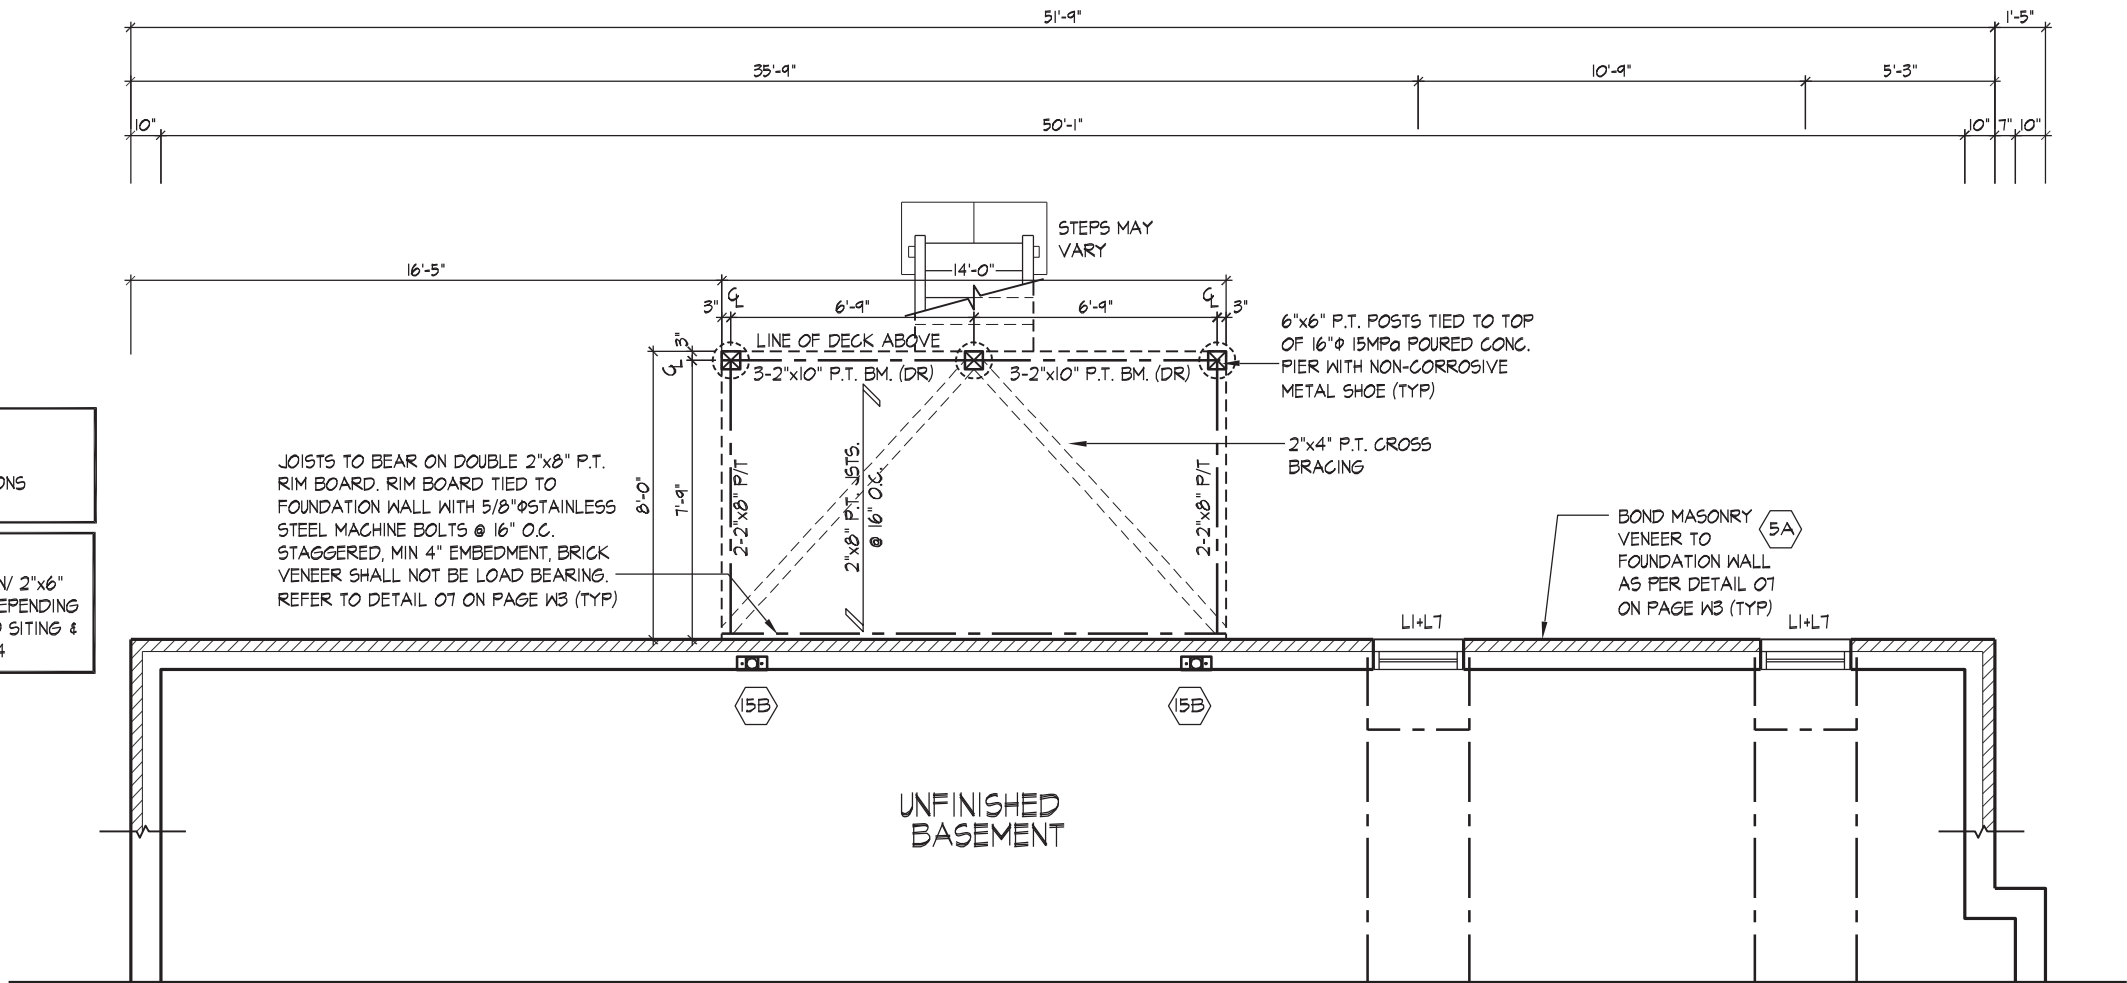 51'-9"
1'-5"
35'-9"
10'-9"
5'-3"
10"
50'-1"
10"
7"
10"
STEPS MAY
VARY
16'-5"
14'-0"
3"
℄
6'-9"
6'-9"
℄
3"
3"
℄
LINE OF DECK ABOVE
3-2"x10" P.T. BM. (DR)
3-2"x10" P.T. BM. (DR)
6"x6" P.T. POSTS TIED TO TOP
OF 16"Φ 15MPa POURED CONC.
PIER WITH NON-CORROSIVE
METAL SHOE (TYP)
2"x4" P.T. CROSS
BRACING
JOISTS TO BEAR ON DOUBLE 2"x8" P.T.
RIM BOARD. RIM BOARD TIED TO
FOUNDATION WALL WITH 5/8"ΦSTAINLESS
STEEL MACHINE BOLTS @ 16" O.C.
STAGGERED, MIN 4" EMBEDMENT, BRICK
VENEER SHALL NOT BE LOAD BEARING.
REFER TO DETAIL 07 ON PAGE W3 (TYP)
8'-0"
7'-9"
2-2"x8" P/T
2"x8" P.T. JSTS.
@ 16" O.C.
2-2"x8" P/T
BOND MASONRY
VENEER TO
FOUNDATION WALL
AS PER DETAIL 07
ON PAGE W3 (TYP)
5A
L1+L7
L1+L7
15B
15B
UNFINISHED
BASEMENT
ONS
W/ 2"x6"
EPENDING
SITING &
4